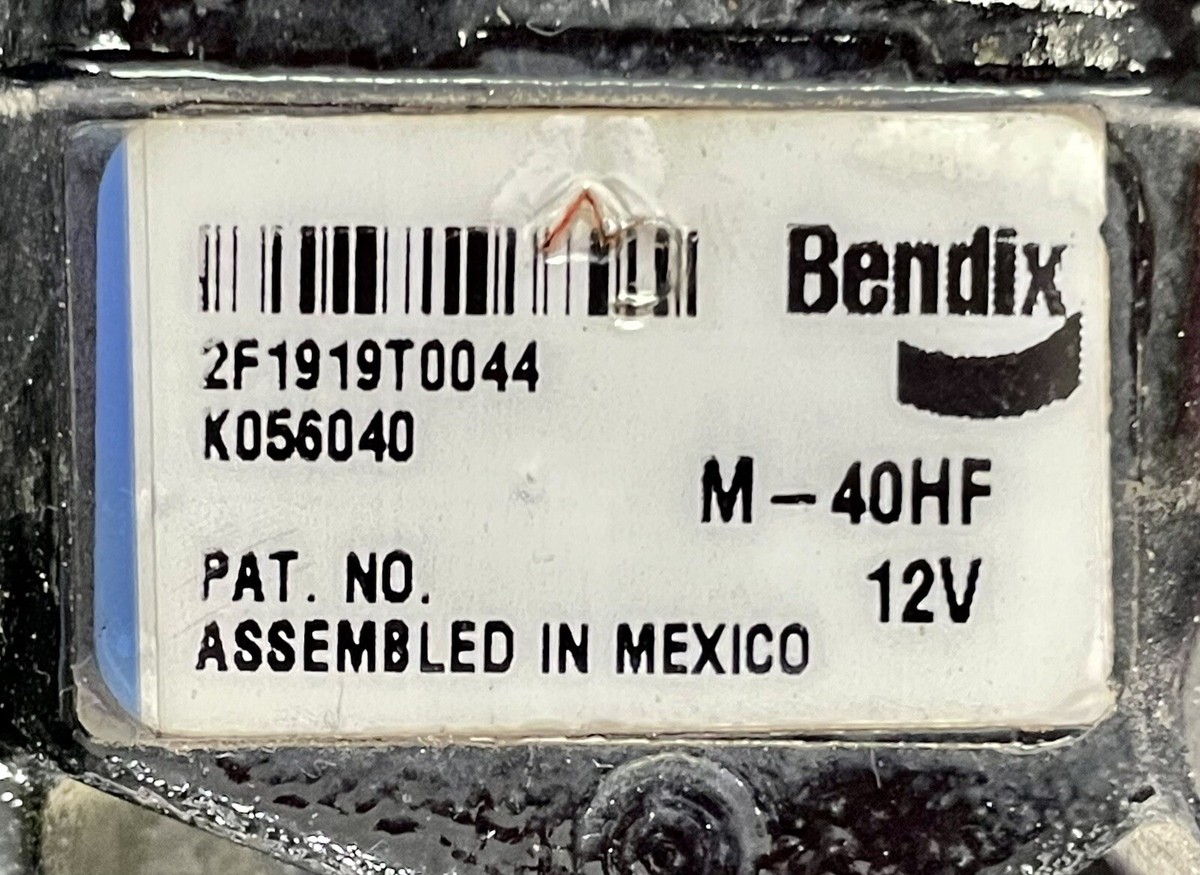 Bendix
2F1919T0044
K056040
M-40HF
PAT. NO.
12V
ASSEMBLED IN MEXICO